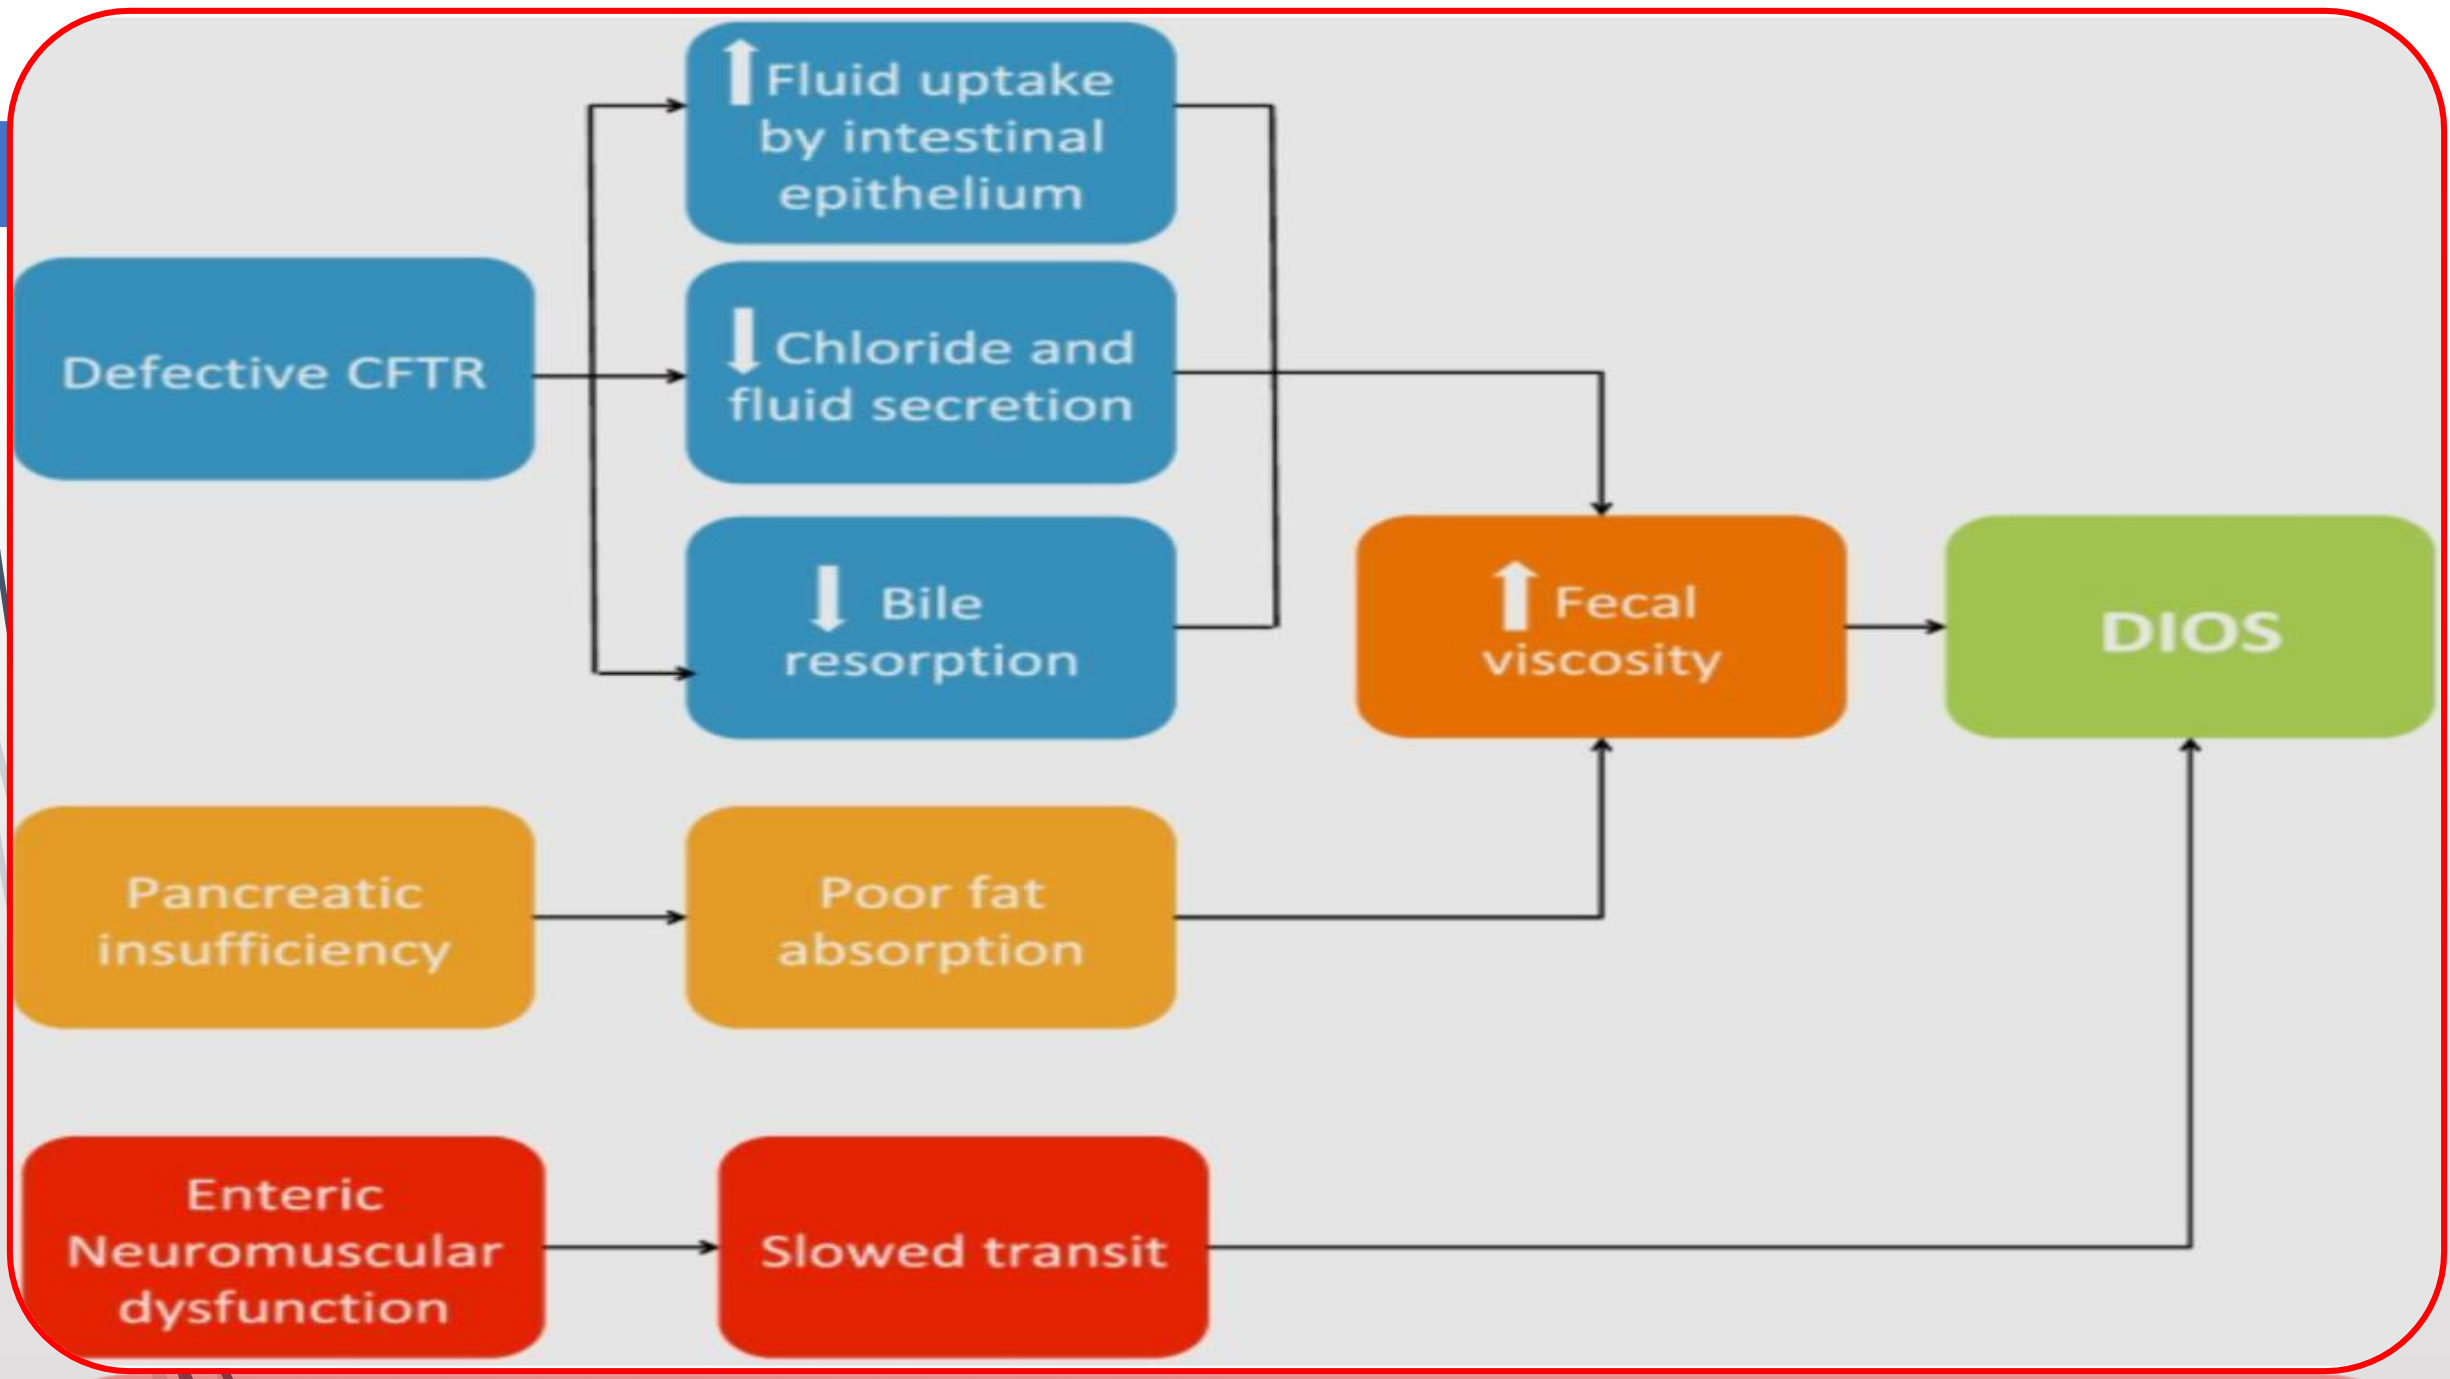 ⬆ Fluid uptake
by intestinal
epithelium
Defective CFTR
⬇ Chloride and
fluid secretion
⬇ Bile
resorption
⬆ Fecal
viscosity
DIOS
Pancreatic
insufficiency
Poor fat
absorption
Enteric
Neuromuscular
dysfunction
Slowed transit